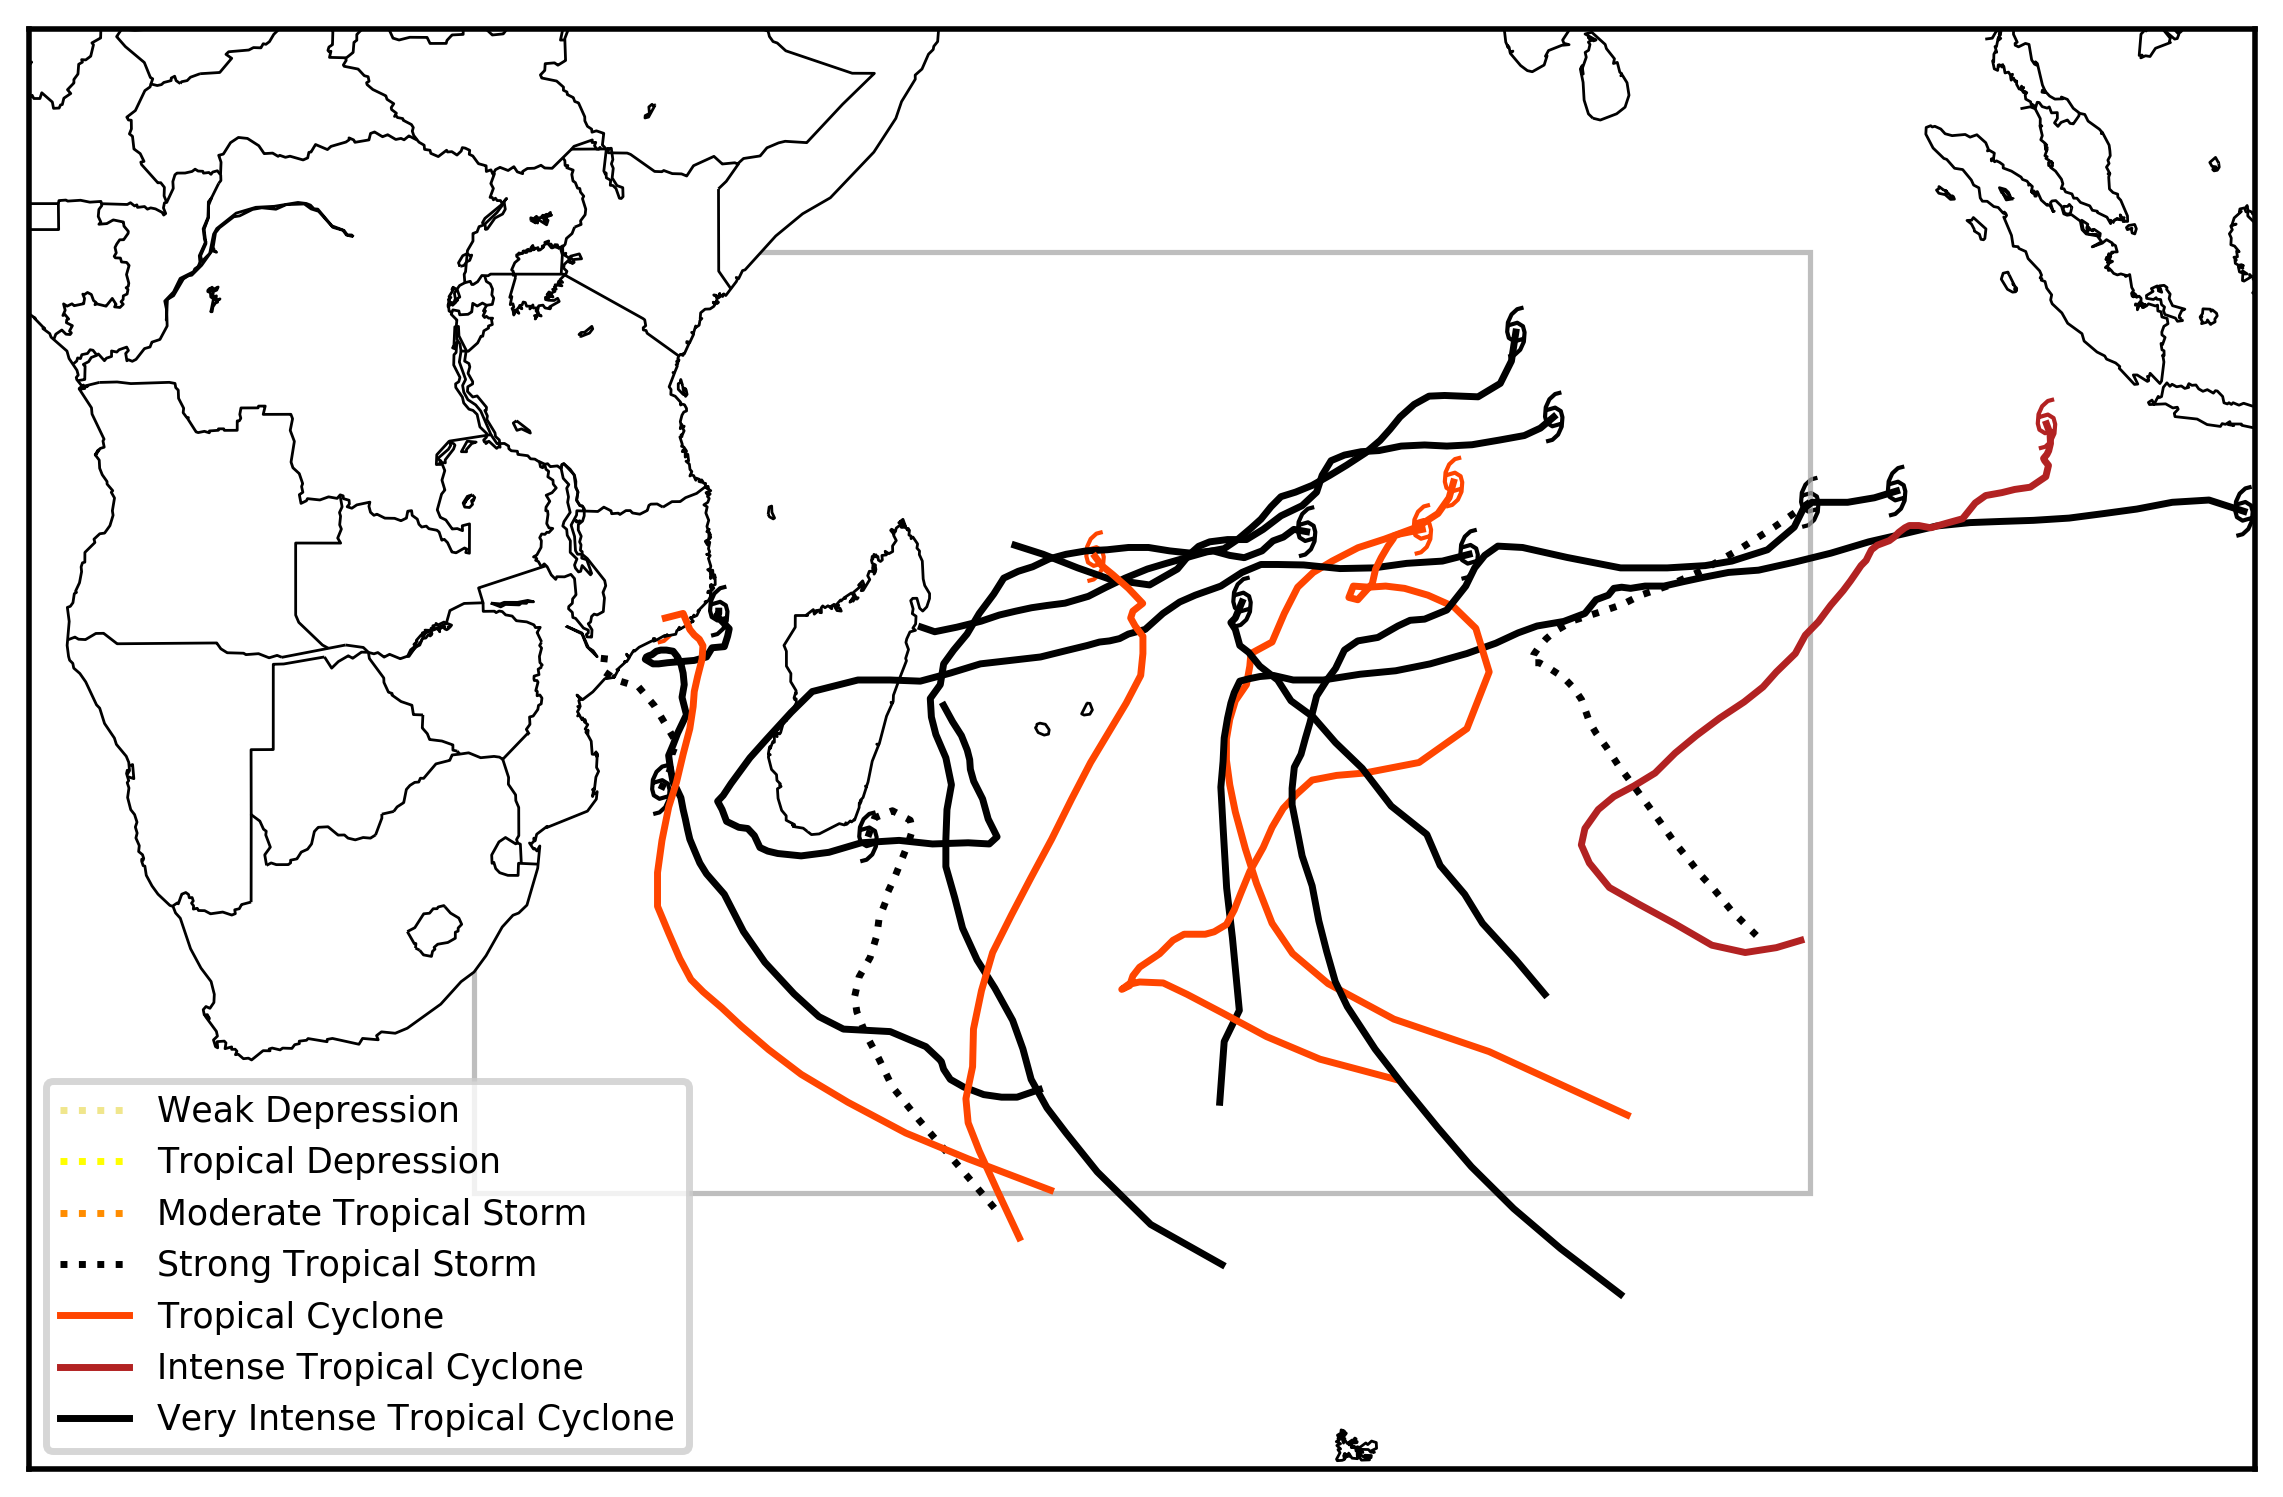 Weak Depression
Tropical Depression
Moderate Tropical Storm
Strong Tropical Storm
Tropical Cyclone
Intense Tropical Cyclone
Very Intense Tropical Cyclone